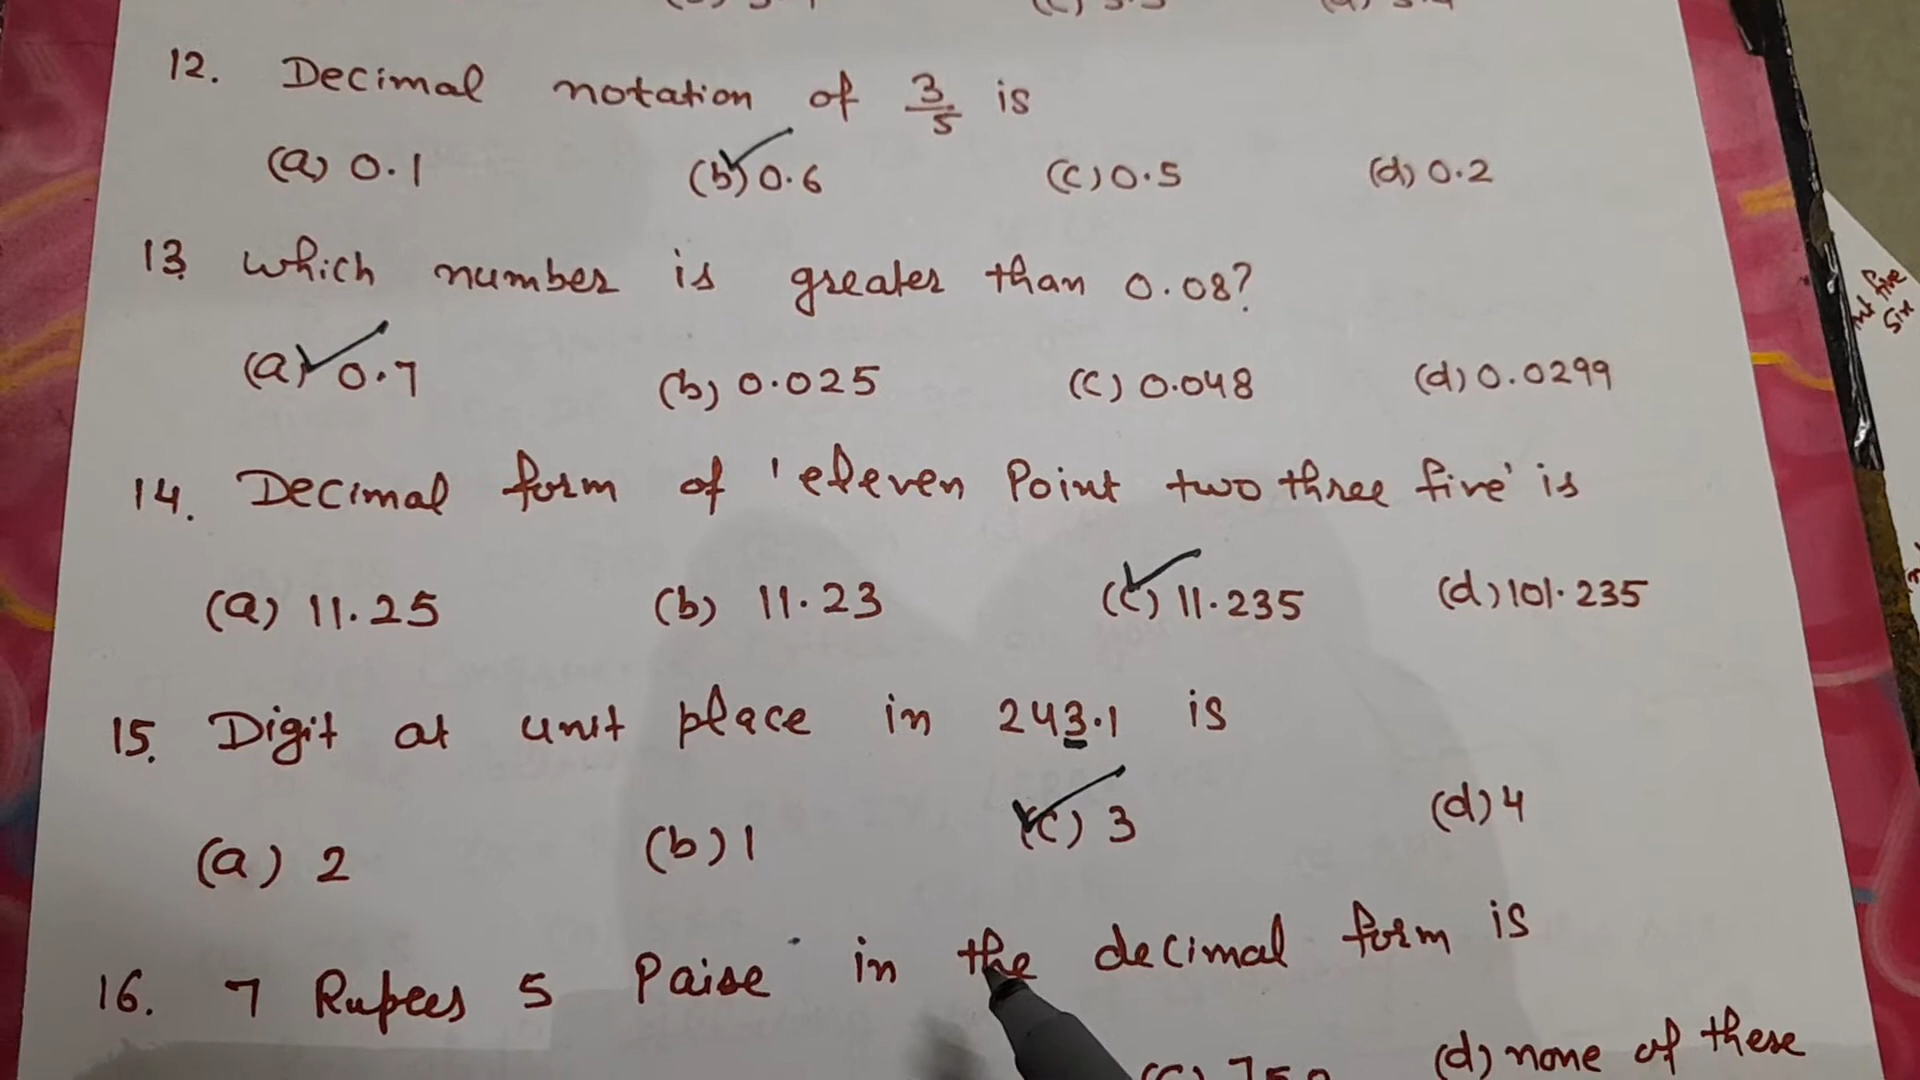 12. Decimal notation of 3/5 is
(a) 0.1 (b) 0.6 (c) 0.5 (d) 0.2
13. Which number is greater than 0.08?
(a) 0.7 (b) 0.025 (c) 0.048 (d) 0.0299
14. Decimal form of 'eleven Point two three five' is
(a) 11.25 (b) 11.23 (c) 11.235 (d) 101.235
15. Digit at unit place in 243.1 is
(a) 2 (b) 1 (c) 3 (d) 4
16. 7 Rupees 5 Paise in the decimal form is
(d) none of these
five
Six